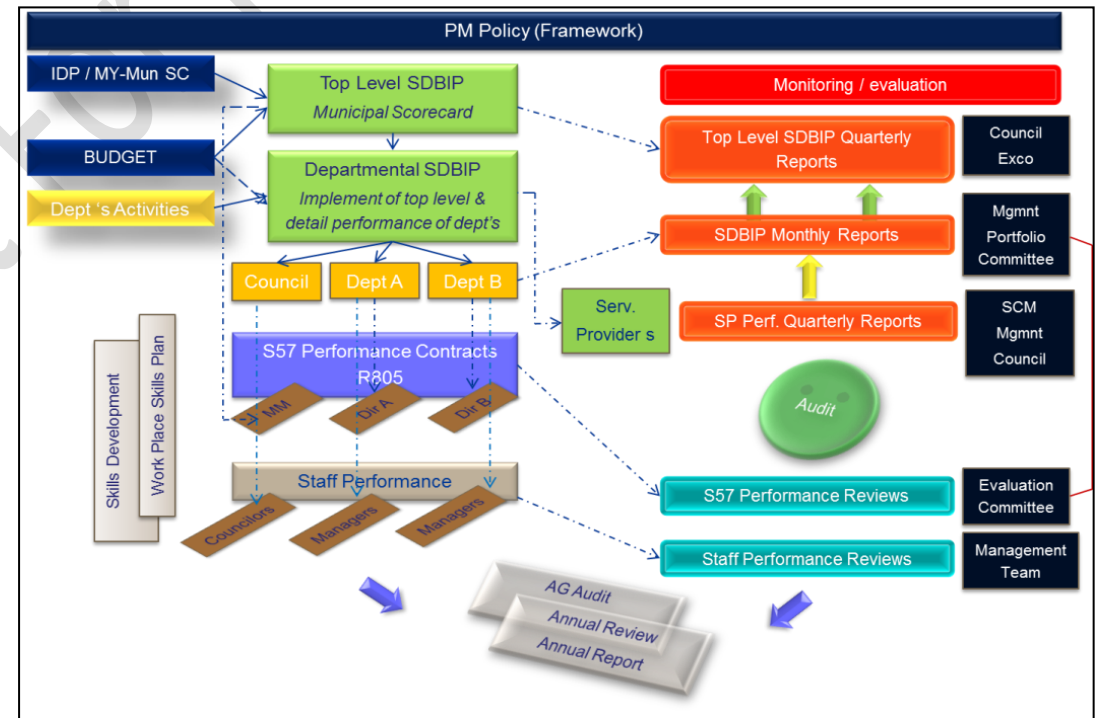 PM Policy (Framework)
IDP / MY-Mun SC
BUDGET
Dept 's Activities
Top Level SDBIP
Municipal Scorecard
Departmental SDBIP
Implement of top level &
detail performance of dept's
Council
Dept A
Dept B
Serv.
Provider s
S57 Performance Contracts
R805
MM
Dir A
Dir B
Skills Development
Work Place Skills Plan
Staff Performance
Councilors
Managers
Managers
Monitoring / evaluation
Top Level SDBIP Quarterly
Reports
Council
Exco
SDBIP Monthly Reports
Mgmnt
Portfolio
Committee
SP Perf. Quarterly Reports
SCM
Mgmnt
Council
Audit
S57 Performance Reviews
Evaluation
Committee
Staff Performance Reviews
Management
Team
AG Audit
Annual Review
Annual Report